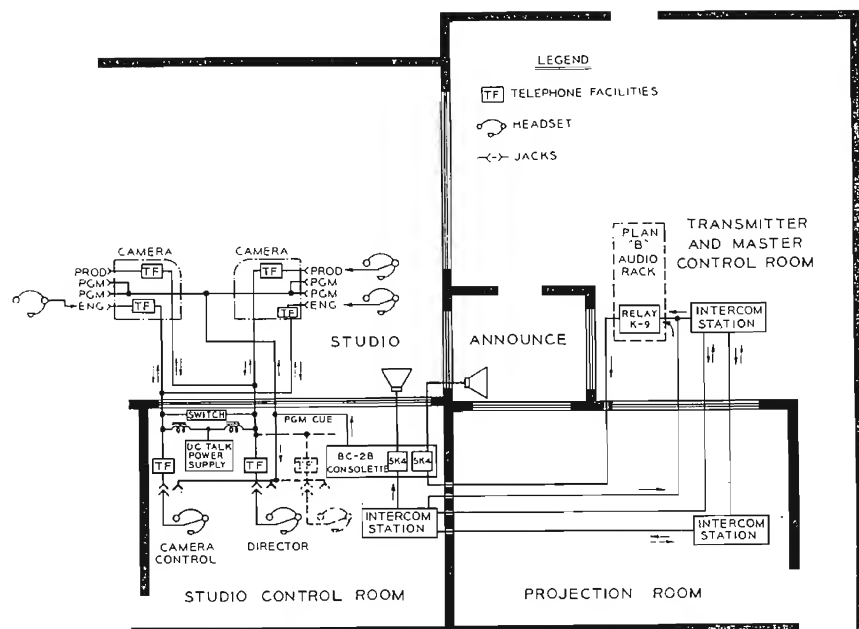 LEGEND
TF TELEPHONE FACILITIES
HEADSET
JACKS
PLAN
"B"
AUDIO
RACK
TRANSMITTER
AND MASTER
CONTROL ROOM
CAMERA
CAMERA
PROD
PGM
PGM
ENG
TF
TF
TF
TF
PROD
PGM
PGM
ENG
STUDIO
ANNOUNCE
RELAY
K-9
INTERCOM
STATION
SWITCH
PGM CUE
DC TALK
POWER
SUPPLY
TF
TF
TF
BC-2B
CONSOLETTE
SK4
SK4
INTERCOM
STATION
INTERCOM
STATION
CAMERA
CONTROL
DIRECTOR
STUDIO CONTROL ROOM
PROJECTION ROOM